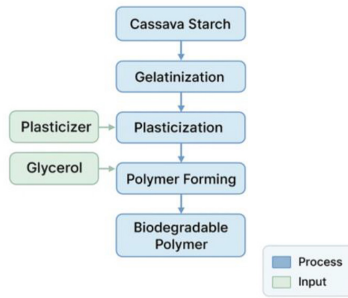 Cassava Starch
Gelatinization
Plasticizer
Plasticization
Glycerol
Polymer Forming
Biodegradable
Polymer
Process
Input